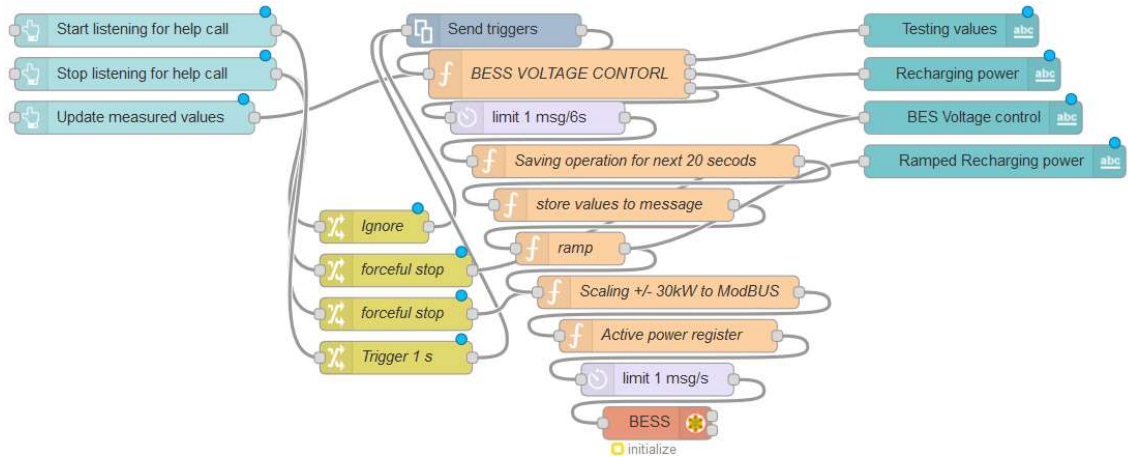 Start listening for help call
Stop listening for help call
Update measured values
Ignore
forceful stop
forceful stop
Trigger 1 s
Send triggers
BESS VOLTAGE CONTORL
limit 1 msg/6s
Saving operation for next 20 secods
store values to message
ramp
Scaling +/- 30kW to ModBUS
Active power register
limit 1 msg/s
BESS
initialize
Testing values abc
Recharging power abc
BES Voltage control abc
Ramped Recharging power abc